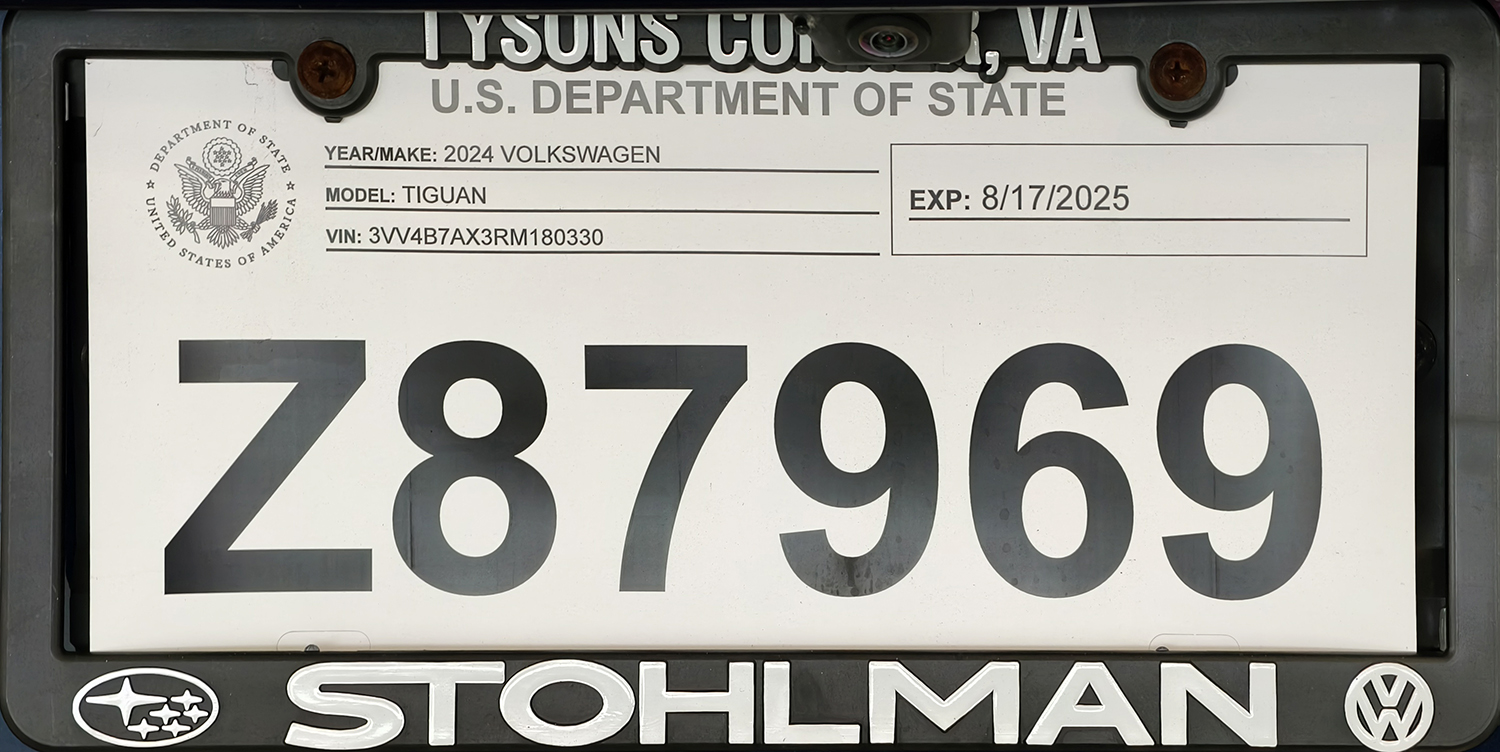 TYSONS CORNER, VA
U.S. DEPARTMENT OF STATE
DEPARTMENT OF STATE
UNITED STATES OF AMERICA
YEAR/MAKE: 2024 VOLKSWAGEN
MODEL: TIGUAN
VIN: 3VV4B7AX3RM180330
EXP: 8/17/2025
Z87969
STOHLMAN